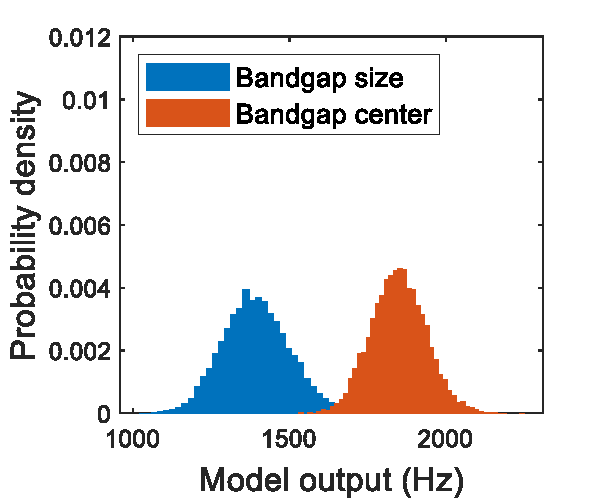 0.012
0.01
0.008
0.006
0.004
0.002
0
Probability density
Bandgap size
Bandgap center
1000
1500
2000
Model output (Hz)